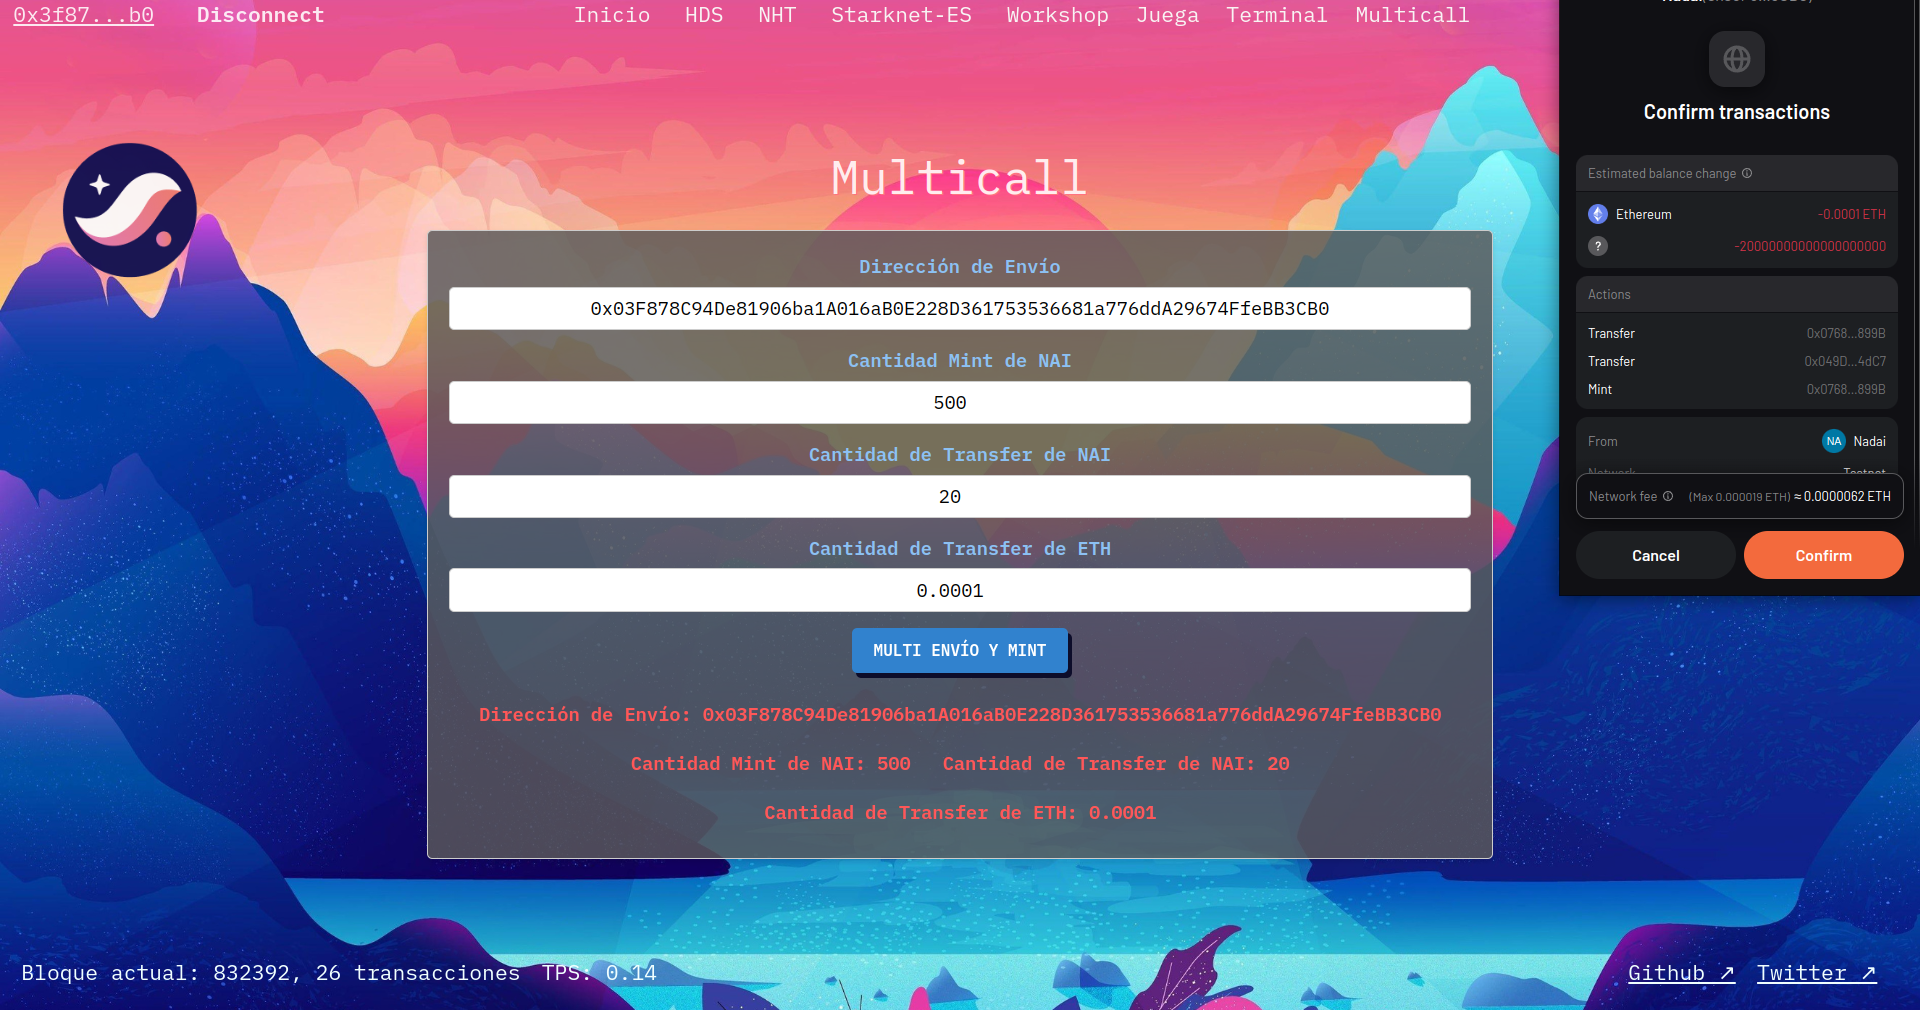 0x3f87...b0 Disconnect Inicio HDS NHT Starknet-ES Workshop Juega Terminal Multicall
Multicall
Dirección de Envío
0x03F878C94De81906ba1A016aB0E228D361753536681a776ddA29674FfeBB3CB0
Cantidad Mint de NAI
500
Cantidad de Transfer de NAI
20
Cantidad de Transfer de ETH
0.0001
MULTI ENVÍO Y MINT
Dirección de Envío: 0x03F878C94De81906ba1A016aB0E228D361753536681a776ddA29674FfeBB3CB0
Cantidad Mint de NAI: 500 Cantidad de Transfer de NAI: 20
Cantidad de Transfer de ETH: 0.0001
Bloque actual: 832392, 26 transacciones TPS: 0.14
Github ↗ Twitter ↗
Confirm transactions
Estimated balance change
Ethereum -0.0001 ETH
? -20000000000000000000
Actions
Transfer 0x0768...899B
Transfer 0x049D...4dC7
Mint 0x0768...899B
From NA Nadai
Network Testnet
Network fee (Max 0.000019 ETH) ≈ 0.0000062 ETH
Cancel Confirm